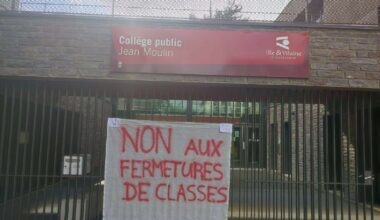 Collège public
Jean Moulin
Ille & Vilaine
NON AUX
FERMETURES
DE CLASSES